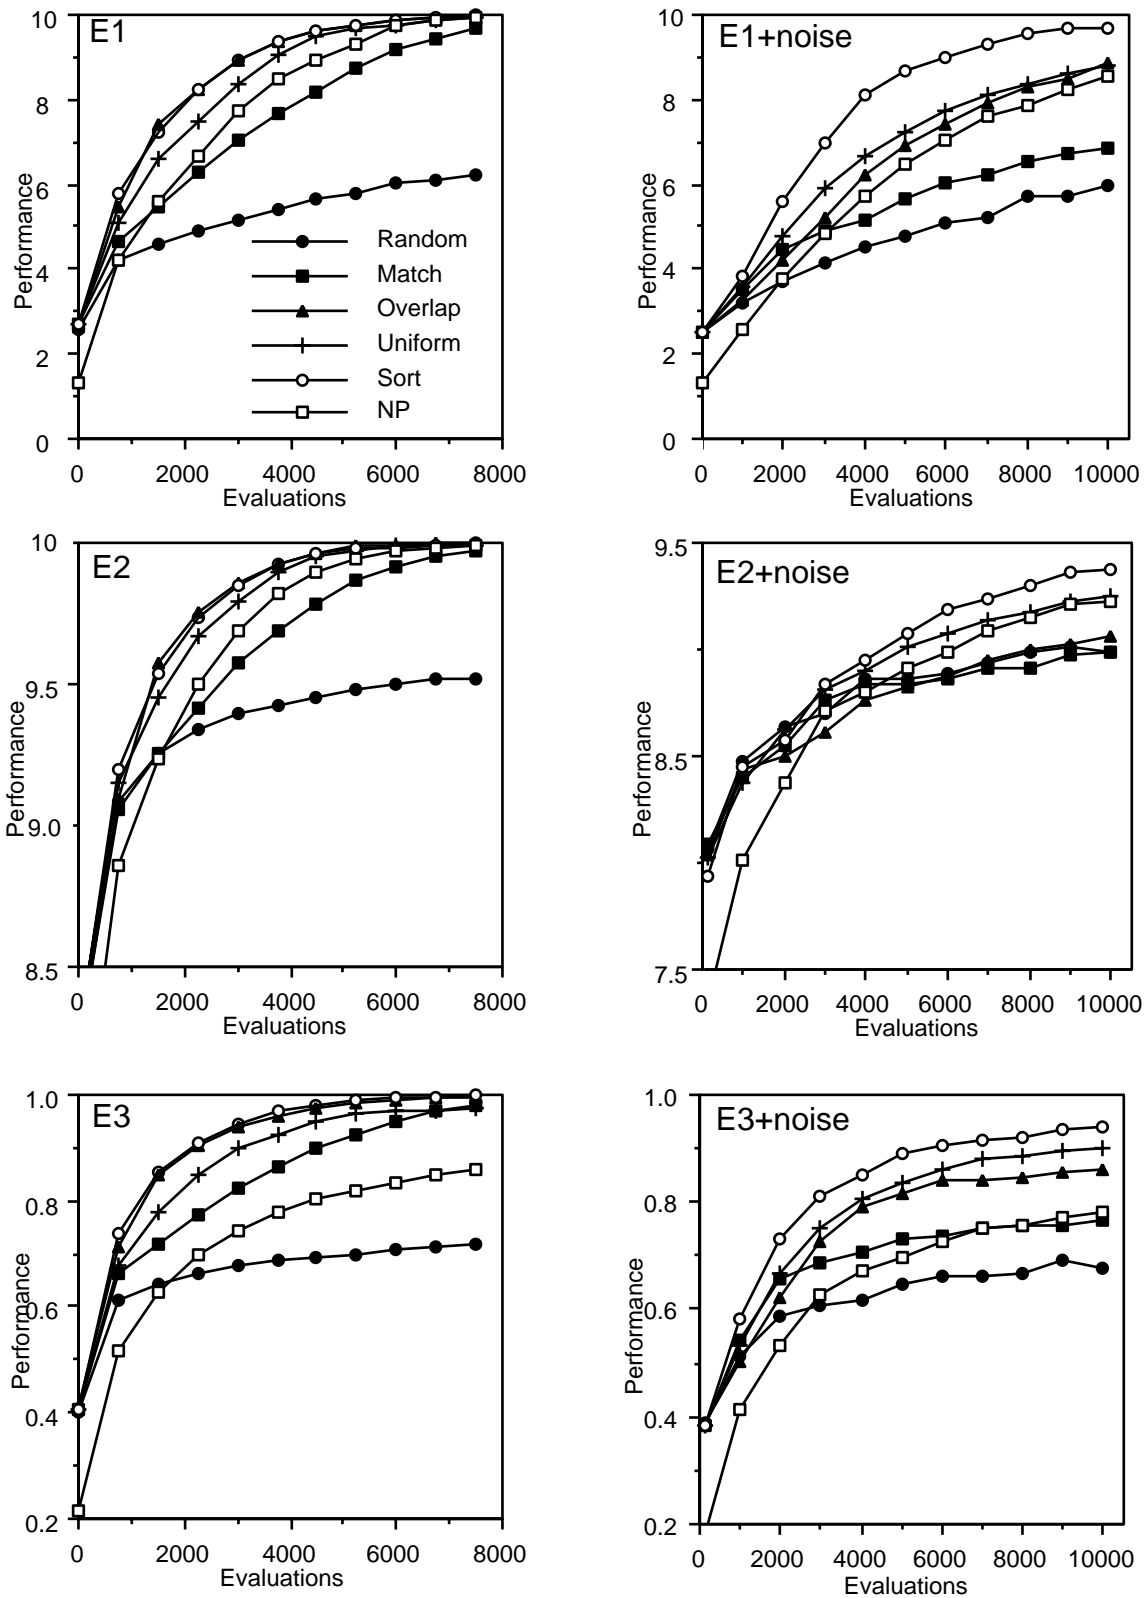 E1
10
8
6
4
2
0
Performance
Random
Match
Overlap
Uniform
Sort
NP
0 2000 4000 6000 8000
Evaluations
E1+noise
10
8
6
4
2
0
Performance
0 2000 4000 6000 8000 10000
Evaluations
E2
10
9.5
9.0
8.5
Performance
0 2000 4000 6000 8000
Evaluations
E2+noise
9.5
8.5
7.5
Performance
0 2000 4000 6000 8000 10000
Evaluations
E3
1.0
0.8
0.6
0.4
0.2
Performance
0 2000 4000 6000 8000
Evaluations
E3+noise
1.0
0.8
0.6
0.4
0.2
Performance
0 2000 4000 6000 8000 10000
Evaluations